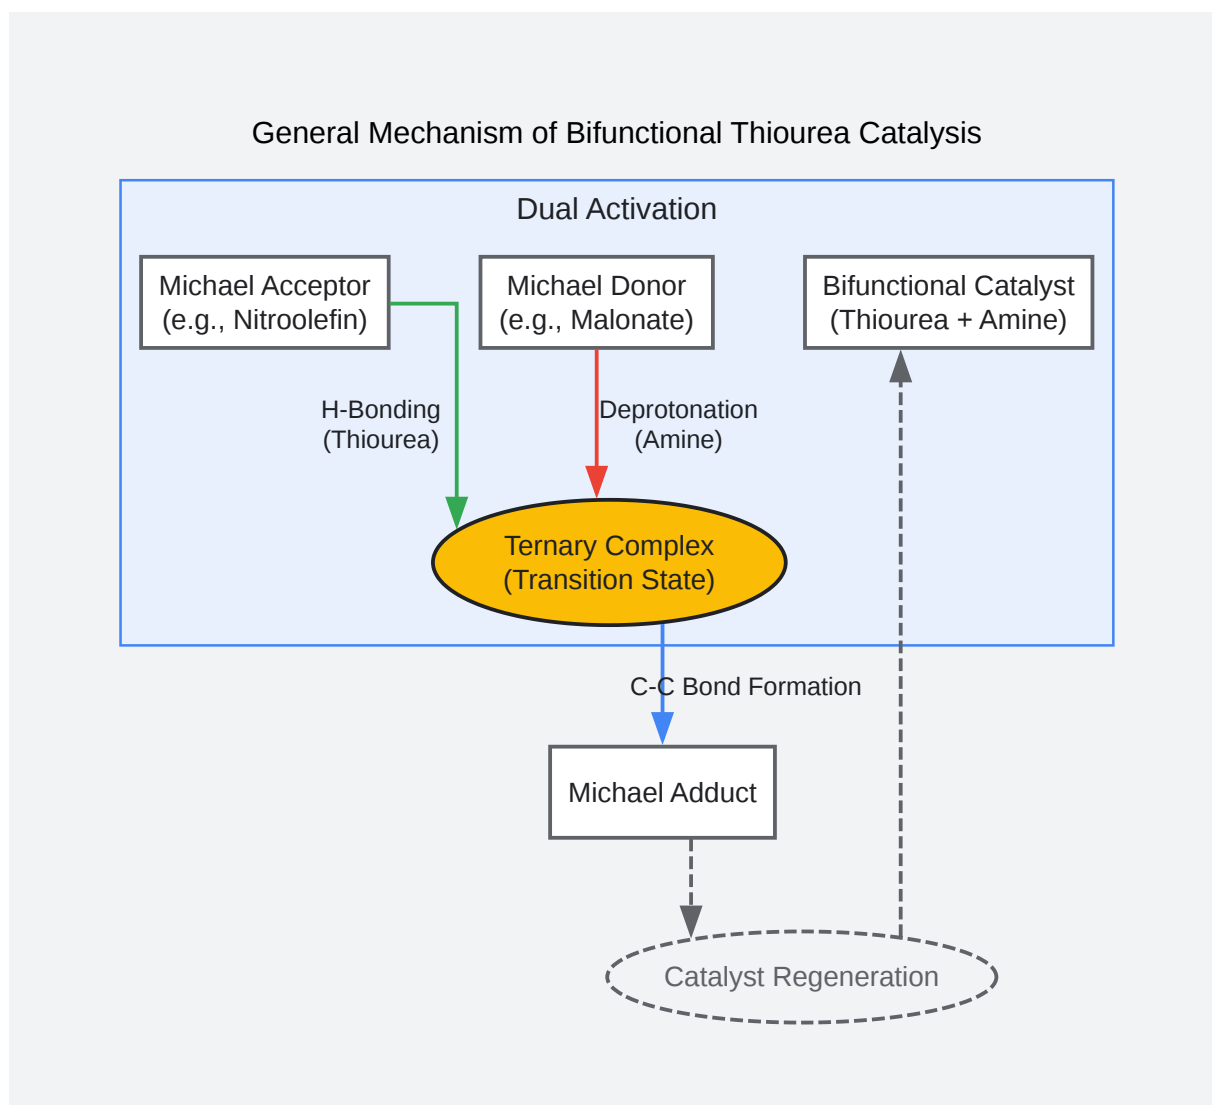 General Mechanism of Bifunctional Thiourea Catalysis
Dual Activation
Michael Acceptor
(e.g., Nitroolefin)
Michael Donor
(e.g., Malonate)
Bifunctional Catalyst
(Thiourea + Amine)
H-Bonding
(Thiourea)
Deprotonation
(Amine)
Ternary Complex
(Transition State)
C-C Bond Formation
Michael Adduct
Catalyst Regeneration